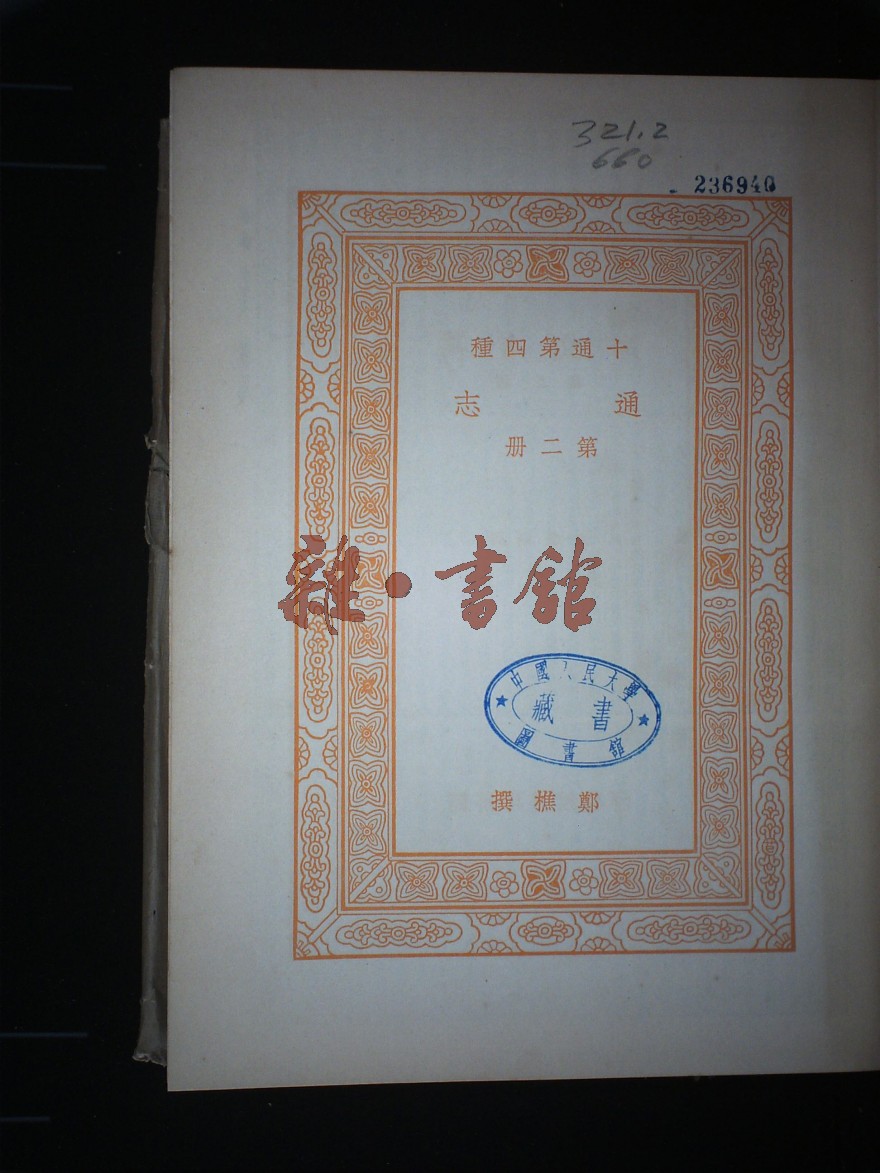 321.2
660
236940
十通第四種
通志
第二册
雜·書館
中國人民大學
藏書
圖書館
鄭樵撰